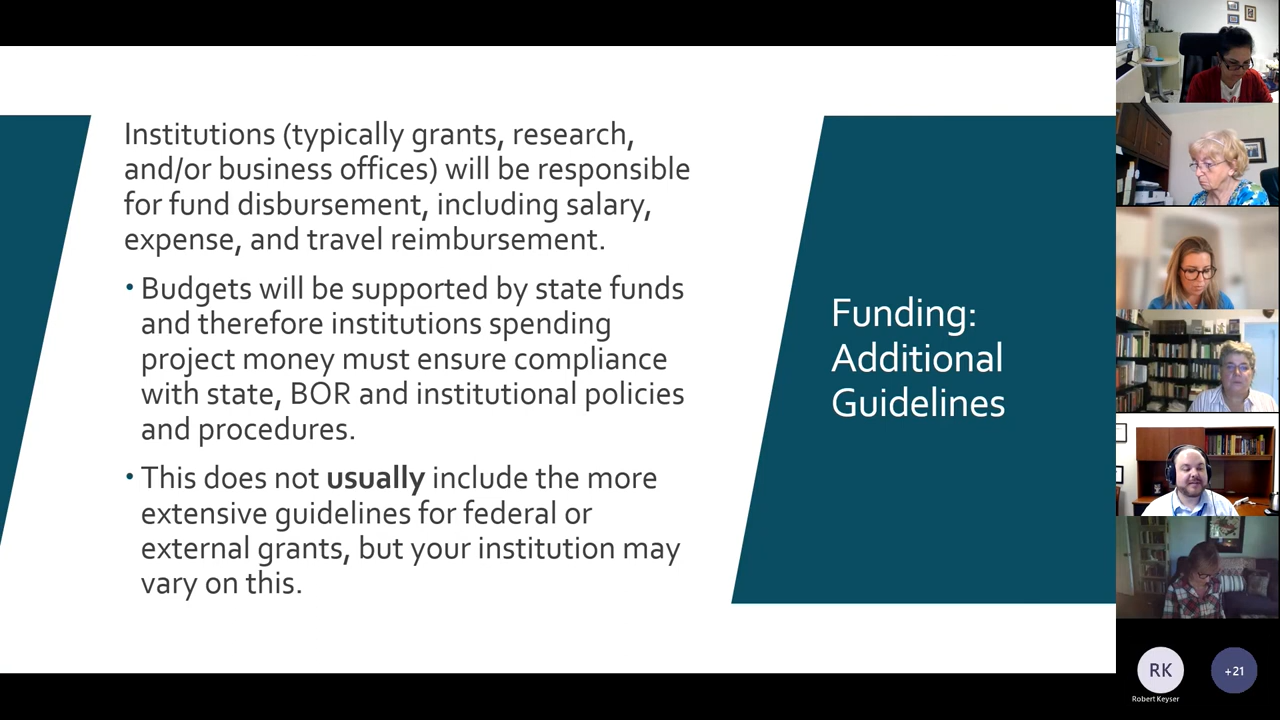 Institutions (typically grants, research,
and/or business offices) will be responsible
for fund disbursement, including salary,
expense, and travel reimbursement.
• Budgets will be supported by state funds
and therefore institutions spending
project money must ensure compliance
with state, BOR and institutional policies
and procedures.
• This does not usually include the more
extensive guidelines for federal or
external grants, but your institution may
vary on this.
Funding:
Additional
Guidelines
RK
+21
Robert Keyser